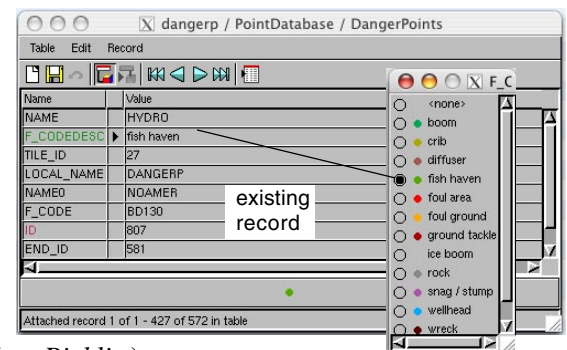 dangerp / PointDatabase / DangerPoints
Table Edit Record
Name Value
NAME HYDRO
F_CODEDESC fish haven
TILE_ID 27
LOCAL_NAME DANGERP
NAME0 NOAMER
F_CODE BD130
ID 807
END_ID 581
Attached record 1 of 1 - 427 of 572 in table
existing
record
F_C
<none>
boom
crib
diffuser
fish haven
foul area
foul ground
ground tackle
ice boom
rock
snag / stump
wellhead
wreck